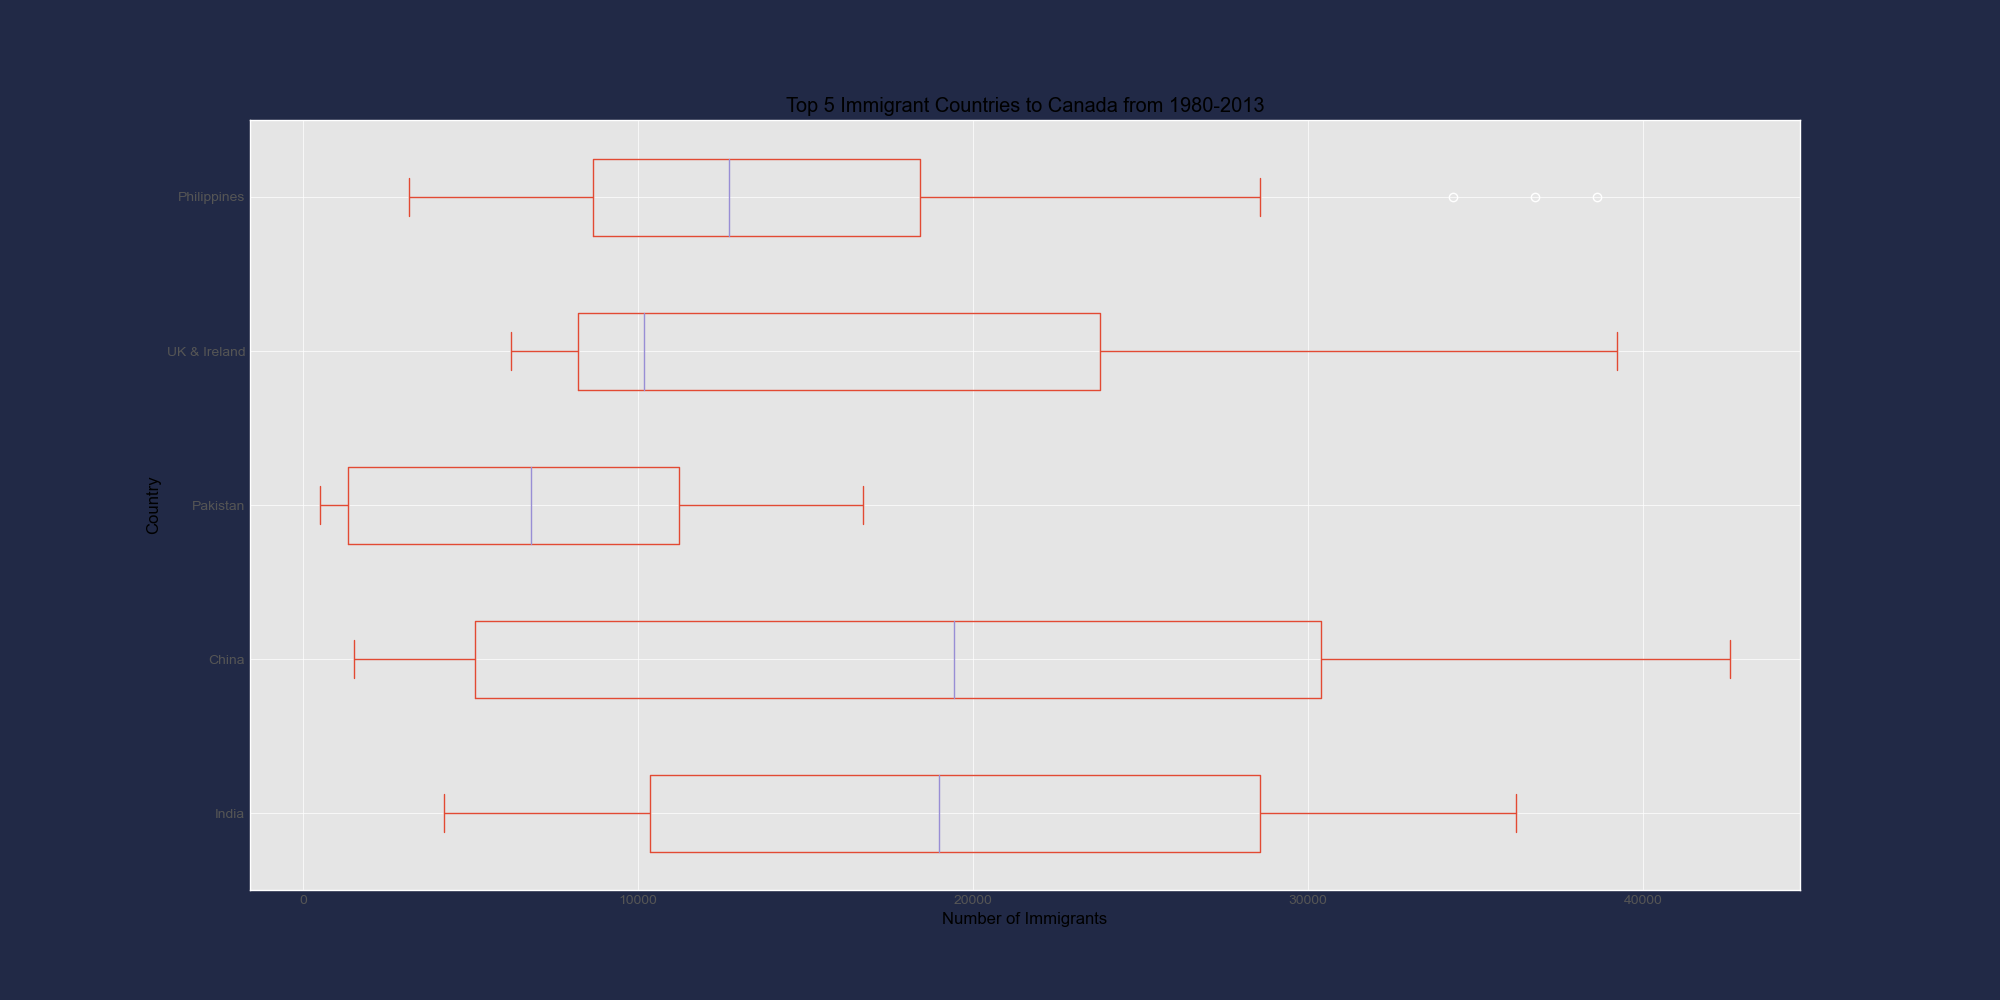 Top 5 Immigrant Countries to Canada from 1980-2013
Philippines
UK & Ireland
Pakistan
China
India
Country
0 10000 20000 30000 40000
Number of Immigrants